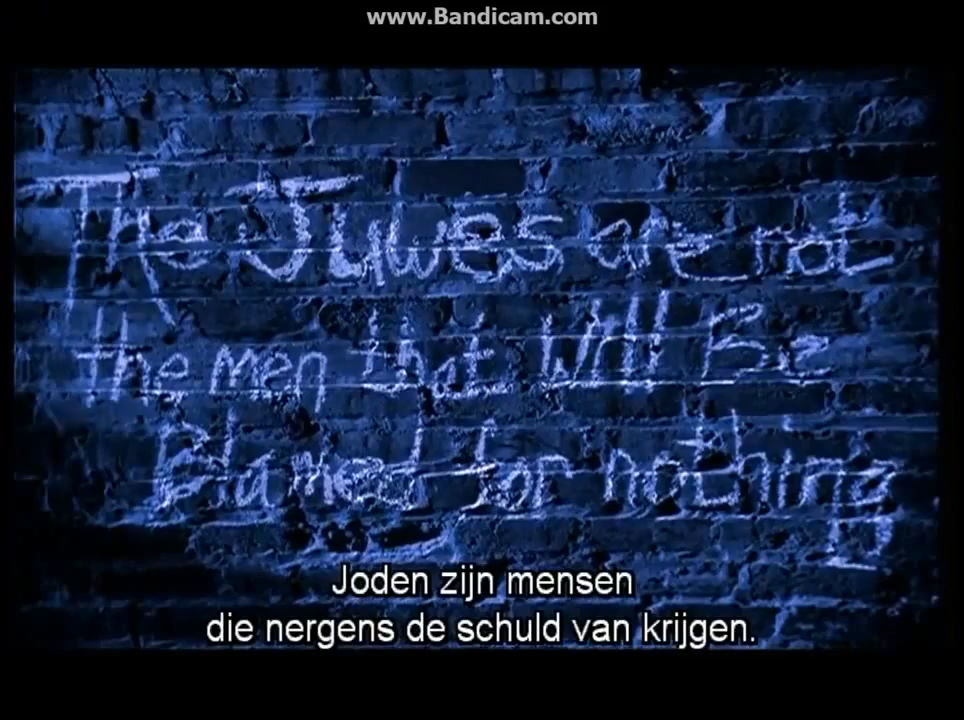 www.Bandicam.com
The Juwes are not
the men that Will Be
Blamed for nothing
Joden zijn mensen
die nergens de schuld van krijgen.